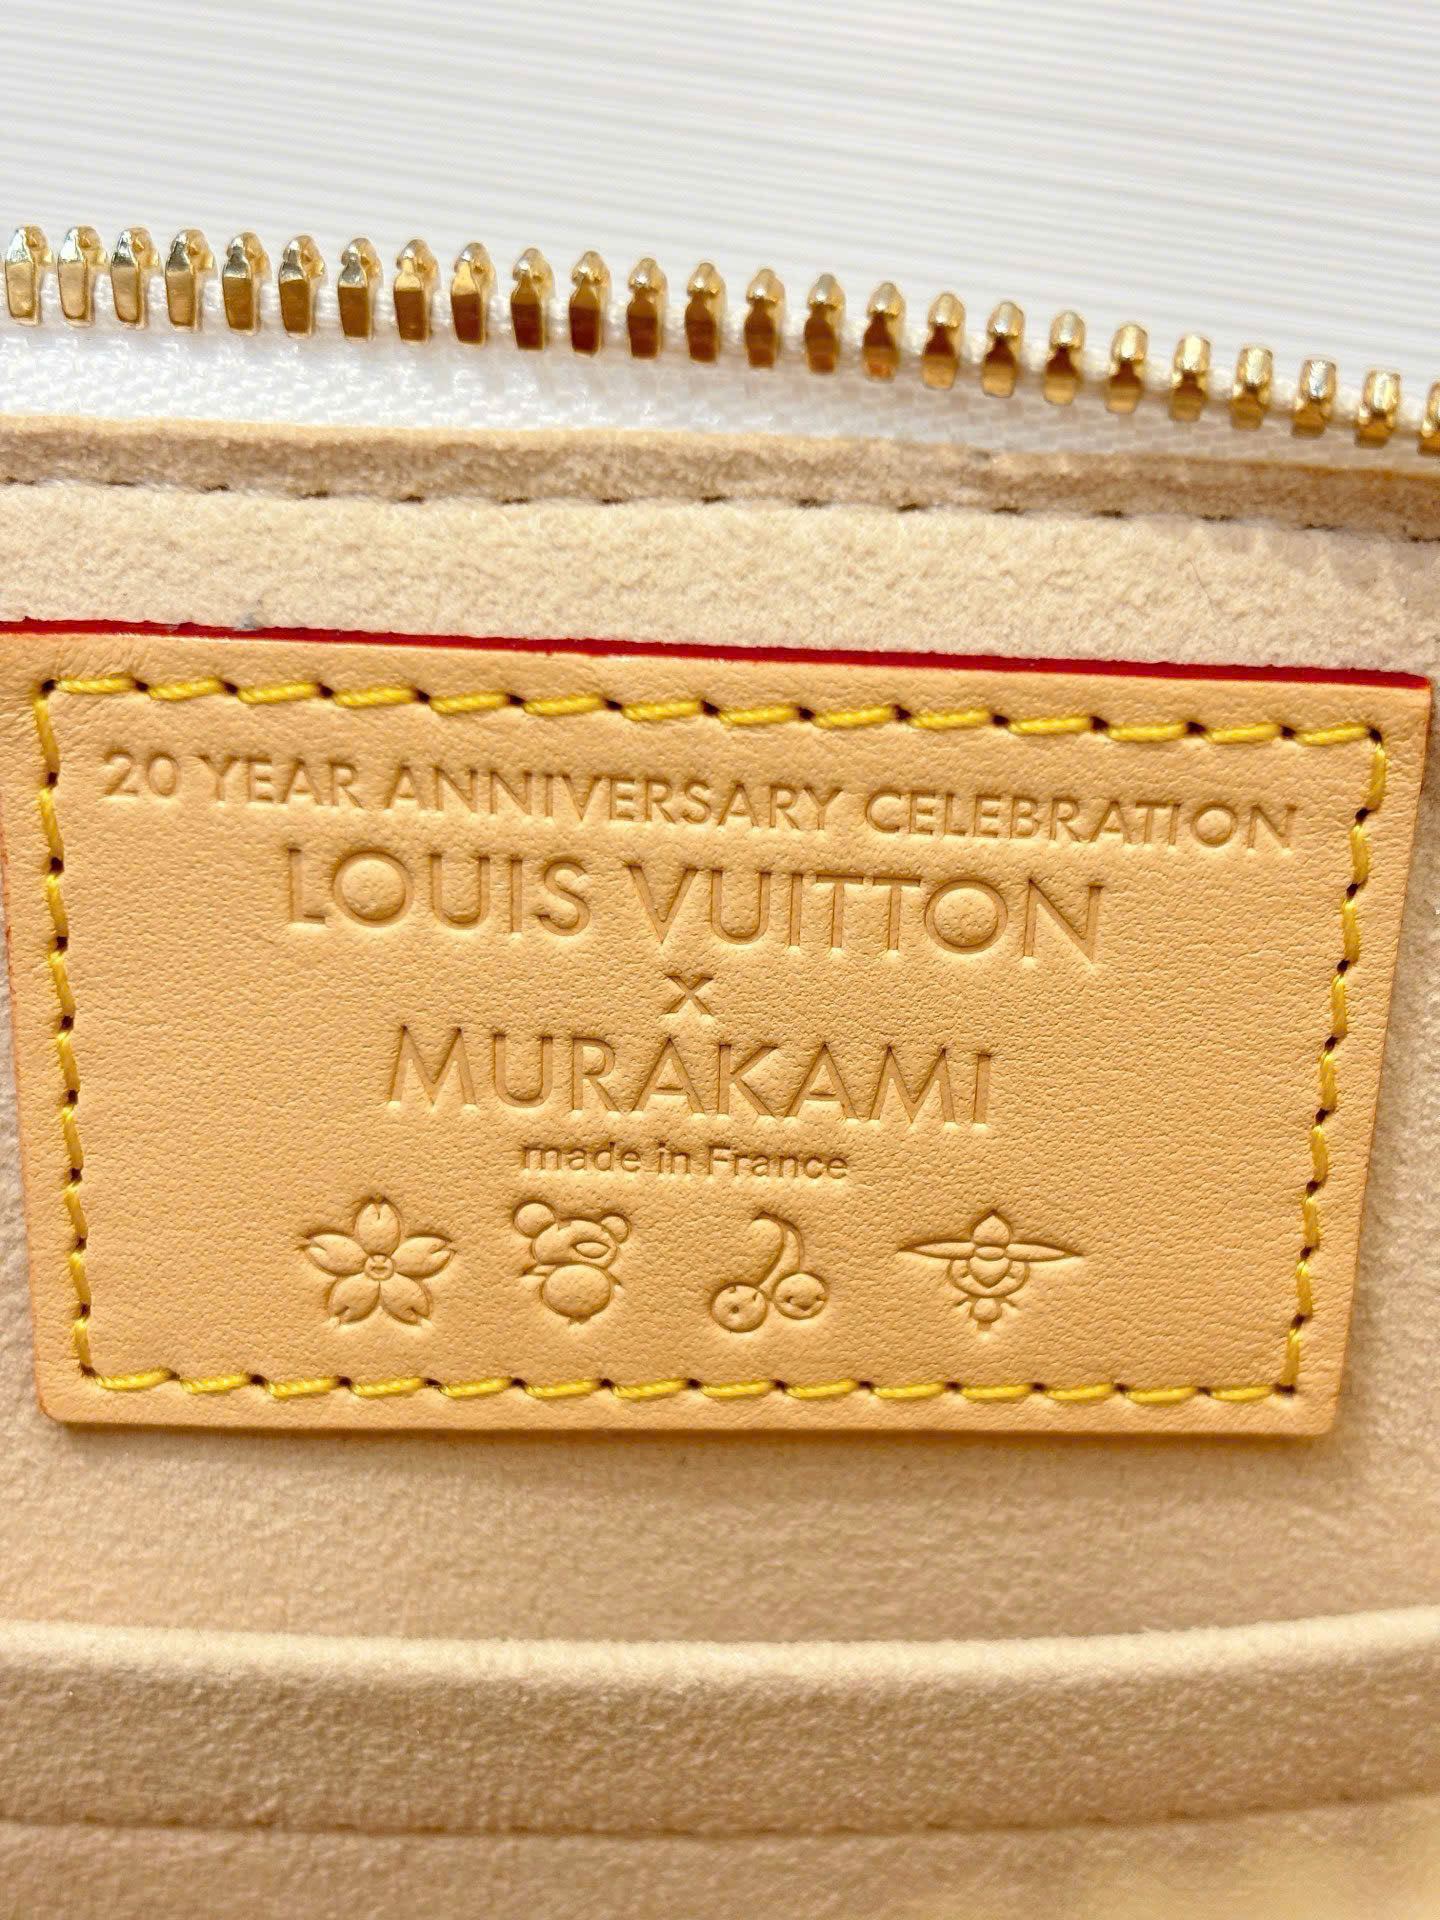 20 YEAR ANNIVERSARY CELEBRATION
LOUIS VUITTON
x
MURAKAMI
made in France